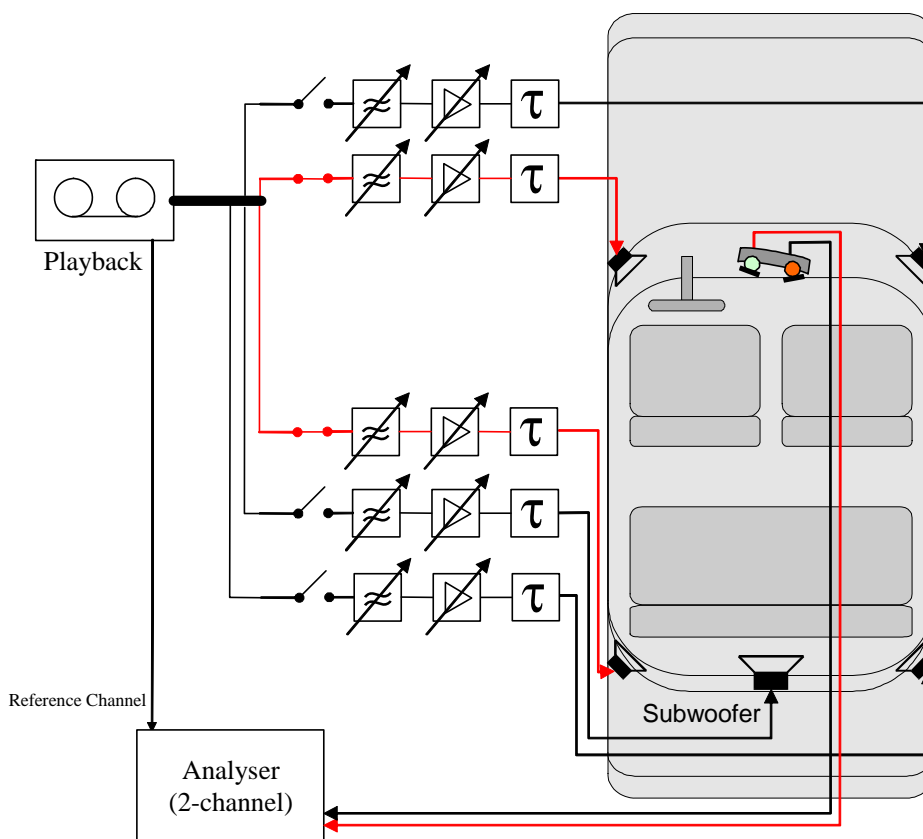 τ
τ
Playback
τ
τ
τ
Reference Channel
Subwoofer
Analyser
(2-channel)